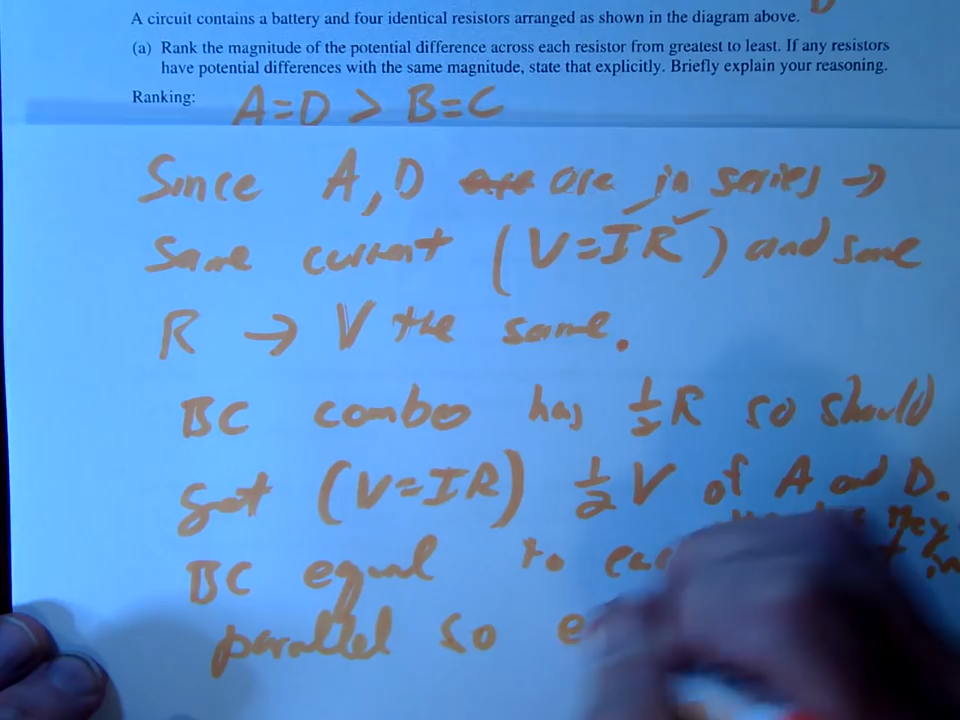 A circuit contains a battery and four identical resistors arranged as shown in the diagram above.
(a) Rank the magnitude of the potential difference across each resistor from greatest to least. If any resistors
have potential differences with the same magnitude, state that explicitly. Briefly explain your reasoning.
Ranking: A=D > B=C
Since A, D are are in series →
same current (V=IR) and same
R → V the same.
BC combo has 1/2 R so should
get (V=IR) 1/2 V of A and D.
BC equal to
parallel so